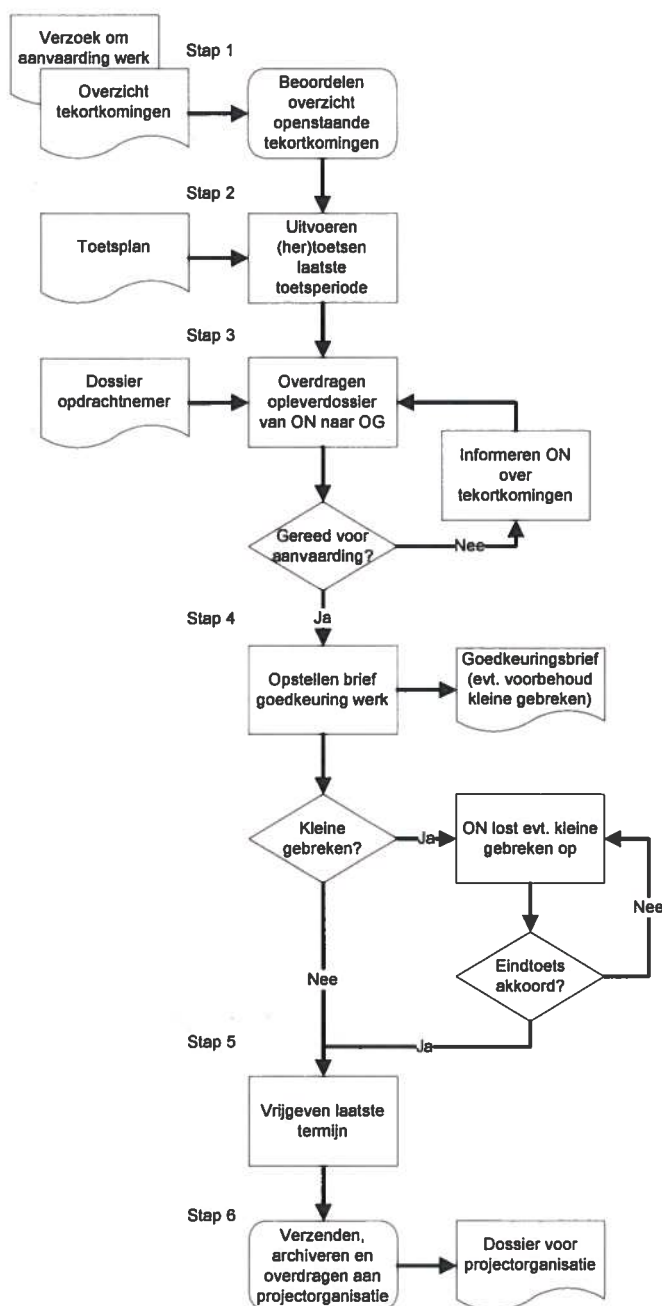 Verzoek om
aanvaarding werk
Stap 1
Overzicht
tekortkomingen
Beoordelen
overzicht
openstaande
tekortkomingen
Stap 2
Toetsplan
Uitvoeren
(her)toetsen
laatste
toetsperiode
Stap 3
Dossier
opdrachtnemer
Overdragen
opleverdossier
van ON naar OG
Informeren ON
over
tekortkomingen
Gereed voor
aanvaarding?
Nee
Ja
Stap 4
Opstellen brief
goedkeuring werk
Goedkeuringsbrief
(evt. voorbehoud
kleine gebreken)
Kleine
gebreken?
Ja
ON lost evt. kleine
gebreken op
Nee
Eindtoets
akkoord?
Nee
Ja
Stap 5
Vrijgeven laatste
termijn
Stap 6
Verzenden,
archiveren en
overdragen aan
projectorganisatie
Dossier voor
projectorganisatie